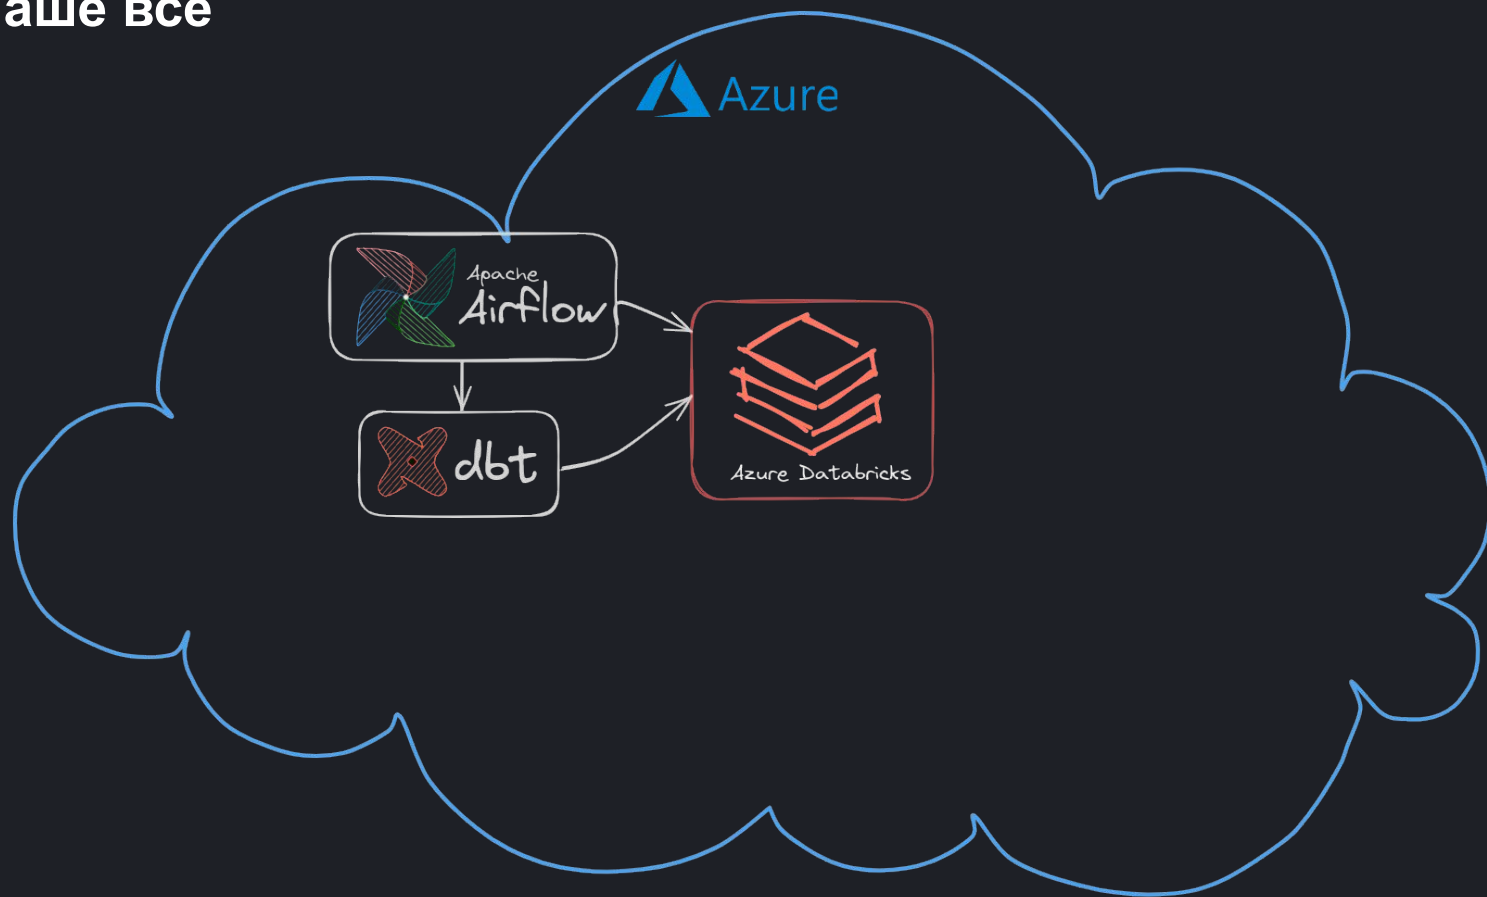 аше все
Azure
Apache
Airflow
dbt
Azure Databricks